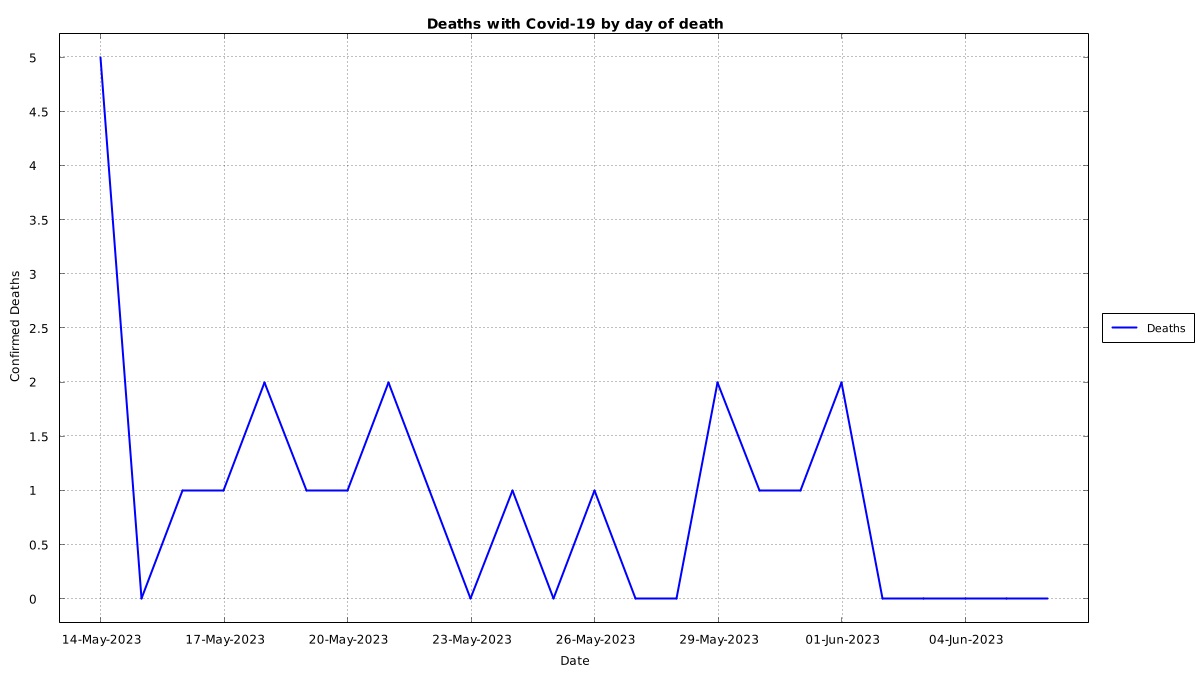 Deaths with Covid-19 by day of death
5
4.5
4
3.5
3
2.5
2
1.5
1
0.5
0
Confirmed Deaths
14-May-2023 17-May-2023 20-May-2023 23-May-2023 26-May-2023 29-May-2023 01-Jun-2023 04-Jun-2023
Date
Deaths